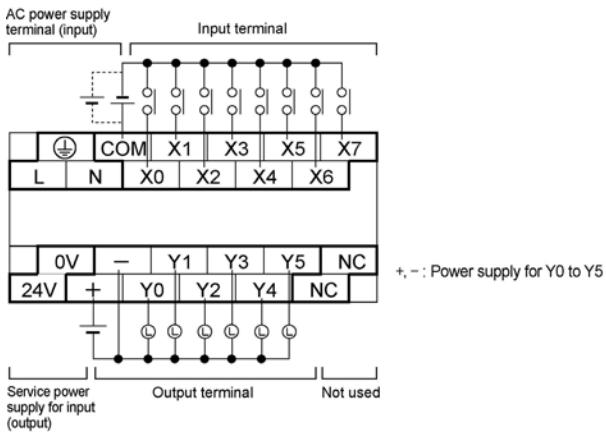 AC power supply
terminal (input)
Input terminal
COM X1 X3 X5 X7
L N X0 X2 X4 X6
0V − Y1 Y3 Y5 NC
24V + Y0 Y2 Y4 NC
+, − : Power supply for Y0 to Y5
L L L L L L
Service power
supply for input
(output)
Output terminal
Not used